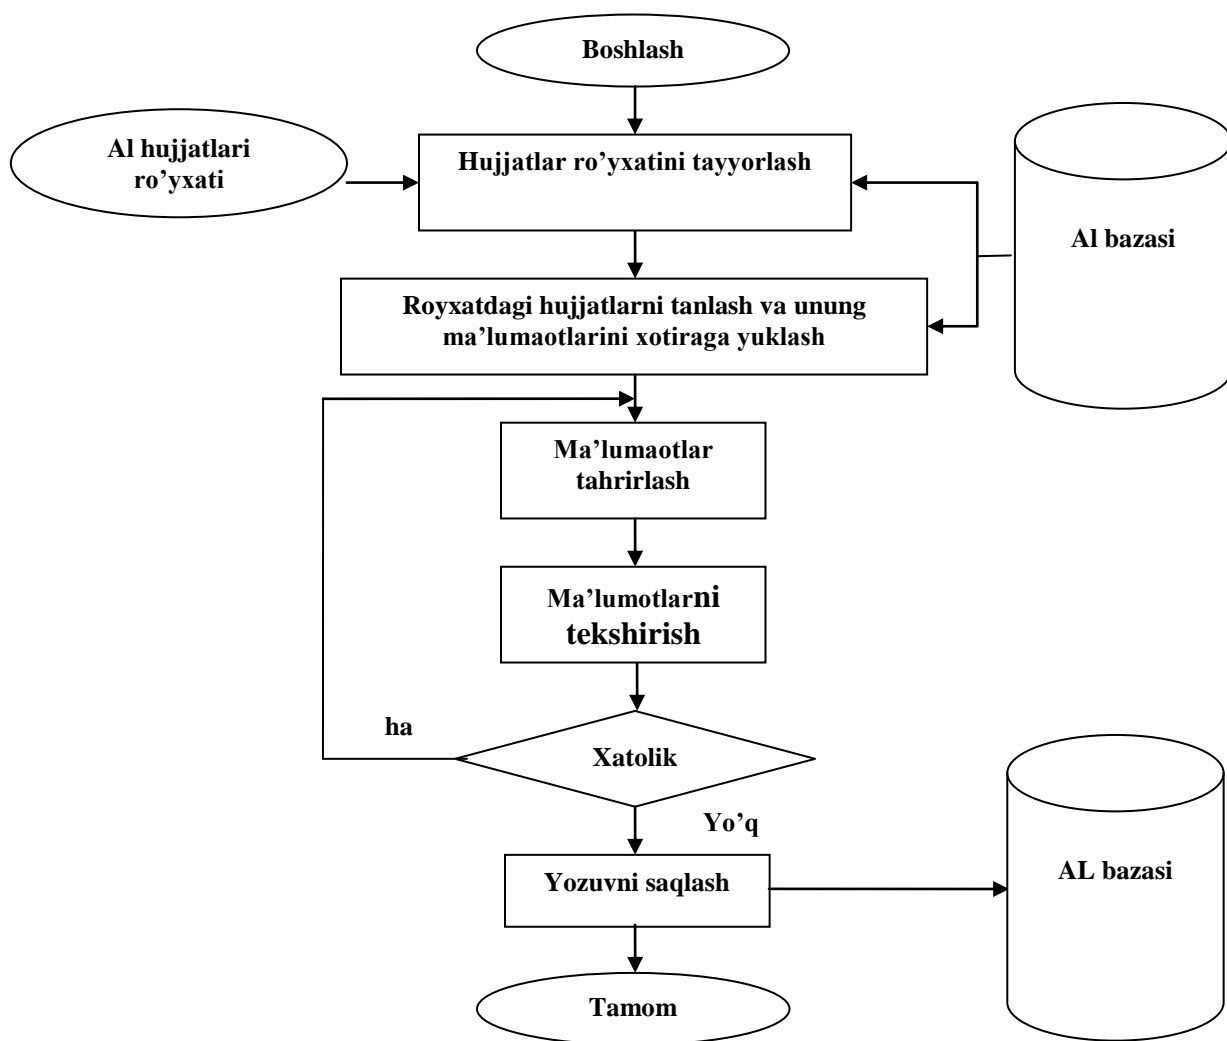 Boshlash
Al hujjatlari
ro’yxati
Hujjatlar ro’yxatini tayyorlash
Al bazasi
Royxatdagi hujjatlarni tanlash va unung
ma’lumaotlarini xotiraga yuklash
Ma’lumaotlar
tahrirlash
Ma’lumotlarni
tekshirish
ha
Xatolik
Yo’q
Yozuvni saqlash
AL bazasi
Tamom